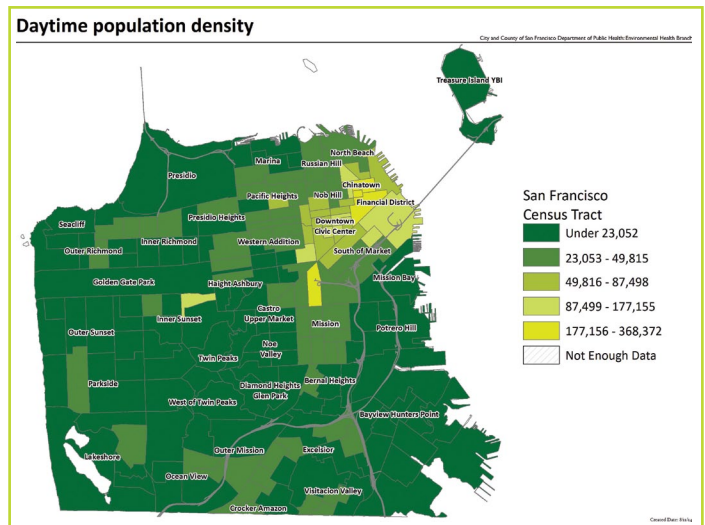 Daytime population density
City and County of San Francisco Department of Public Health:Environmental Health Branch
Treasure Island YBI
North Beach
Marina
Russian Hill
Presidio
Chinatown
Pacific Heights
Nob Hill
Financial District
Presidio Heights
Seacliff
Downtown
Civic Center
Inner Richmond
Western Addition
Outer Richmond
South of Market
Golden Gate Park
Haight Ashbury
Mission Bay
Castro
Upper Market
Inner Sunset
Mission
Potrero Hill
Outer Sunset
Noe
Valley
Twin Peaks
Parkside
Diamond Heights
Glen Park
Bernal Heights
West of Twin Peaks
Bayview Hunters Point
Outer Mission
Excelsior
Lakeshore
Ocean View
Visitacion Valley
Crocker Amazon
San Francisco
Census Tract
Under 23,052
23,053 - 49,815
49,816 - 87,498
87,499 - 177,155
177,156 - 368,372
Not Enough Data